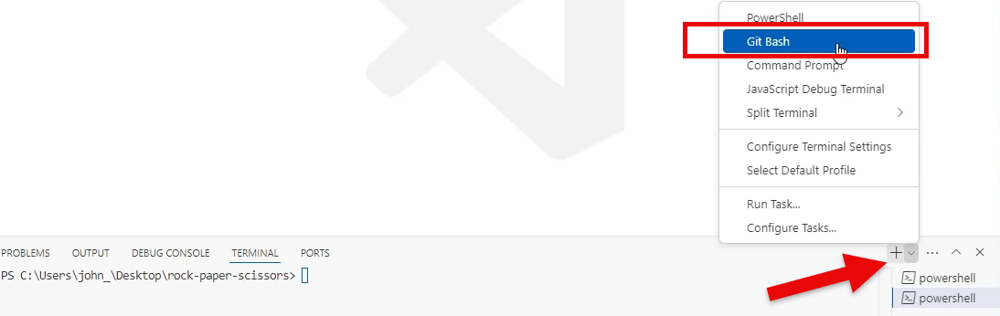 PowerShell
Git Bash
Command Prompt
JavaScript Debug Terminal
Split Terminal
Configure Terminal Settings
Select Default Profile
Run Task...
Configure Tasks...
PROBLEMS OUTPUT DEBUG CONSOLE TERMINAL PORTS
PS C:\Users\john_\Desktop\rock-paper-scissors>
powershell
powershell